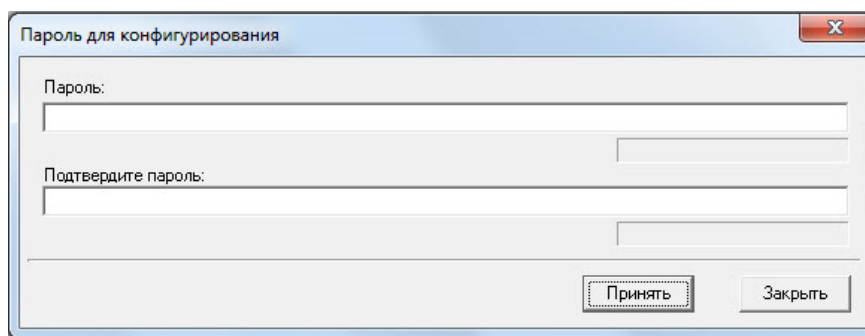 Пароль для конфигурирования
Пароль:
Подтвердите пароль:
Принять
Закрыть